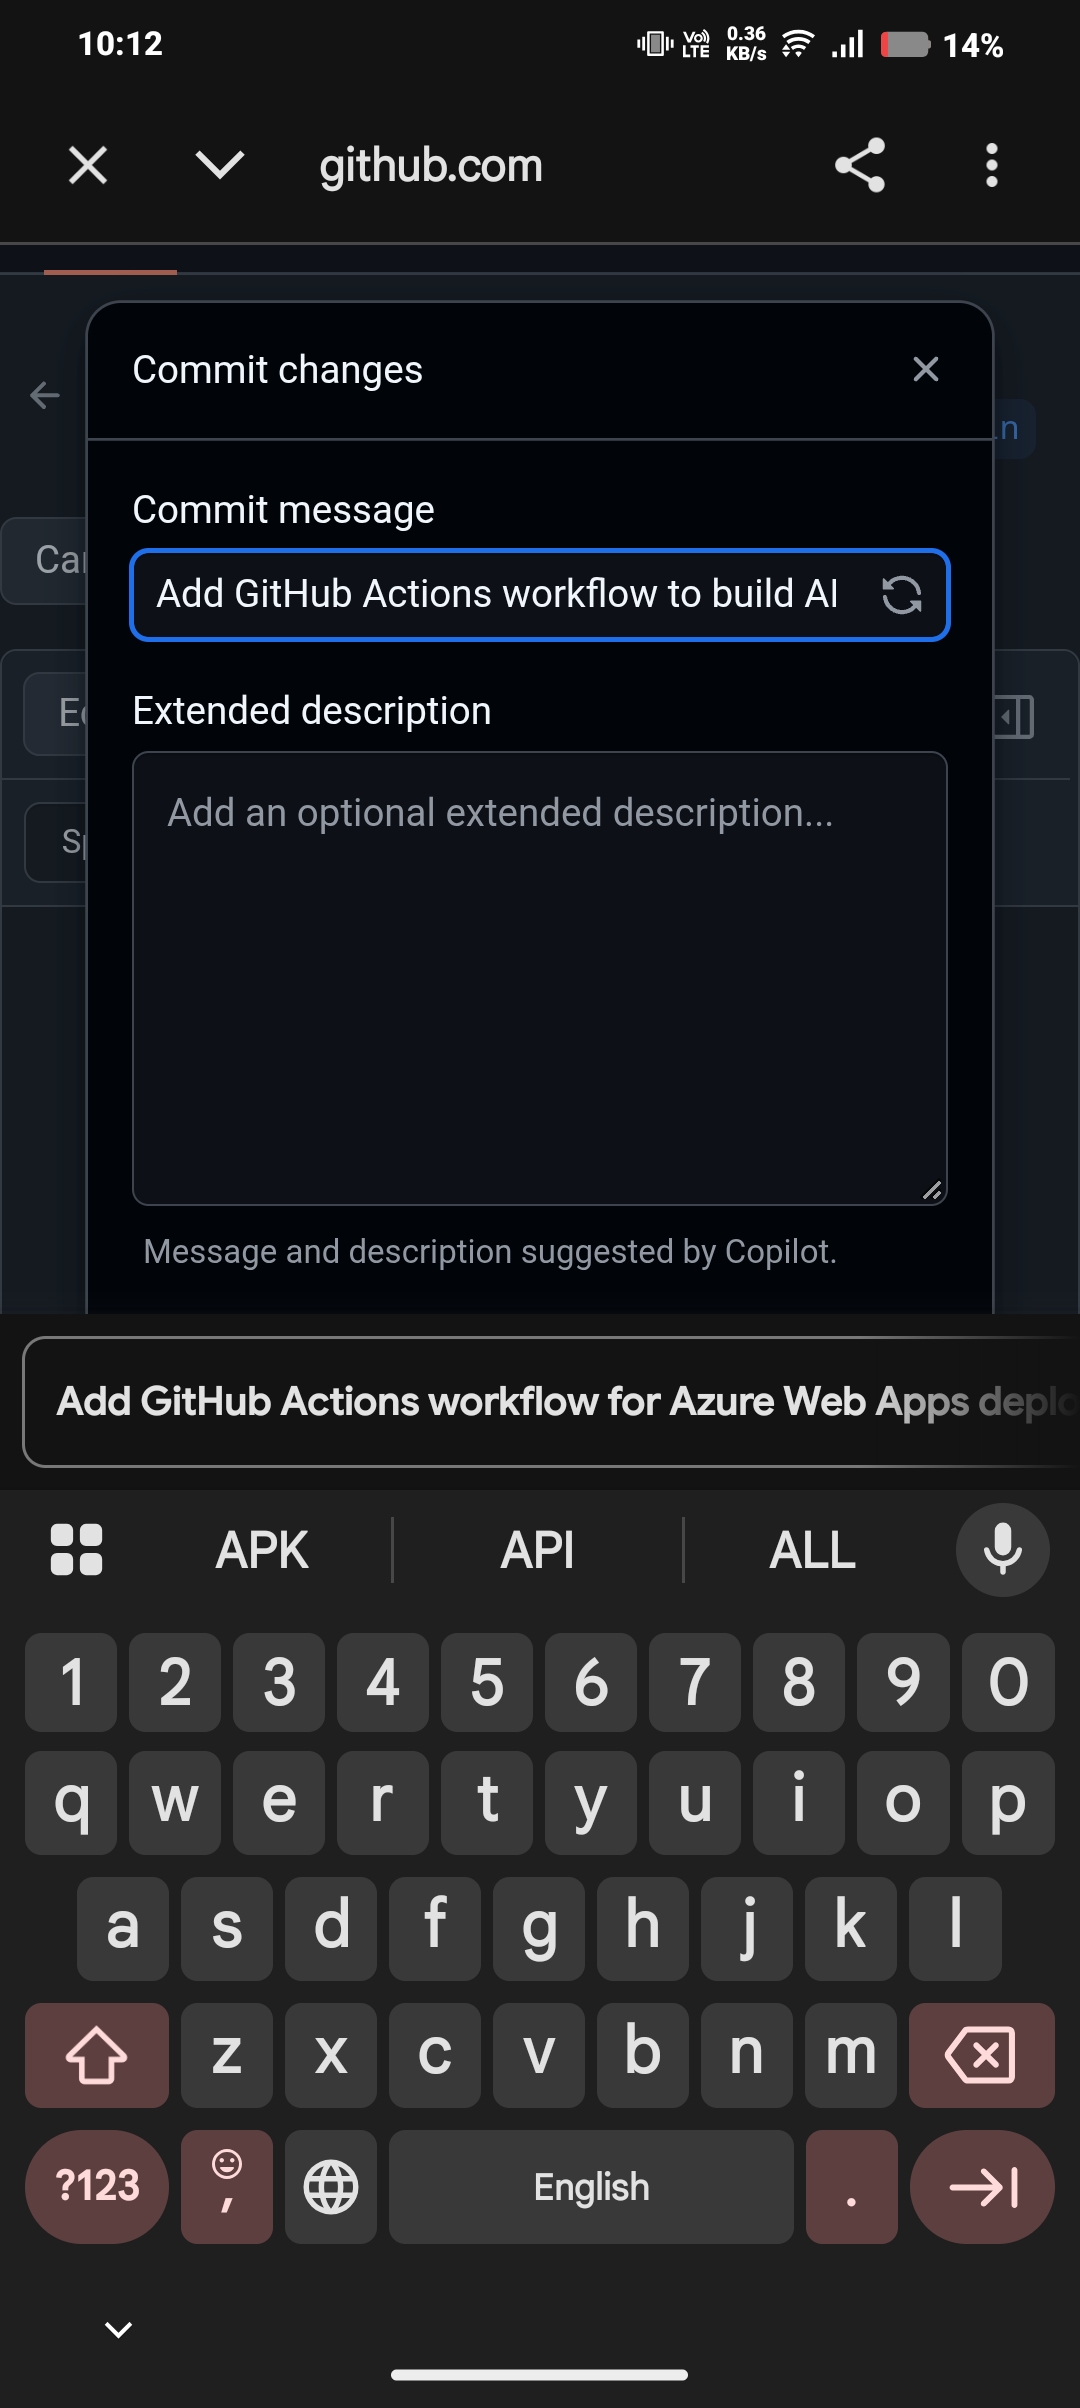 10:12
Vo)) LTE
0.36 KB/s
14%
github.com
Commit changes
Commit message
Add GitHub Actions workflow to build
Extended description
Add an optional extended description...
Message and description suggested by Copilot.
Add GitHub Actions workflow for Azure Web Apps
APK API ALL
1 2 3 4 5 6 7 8 9 0
q w e r t y u i o p
a s d f g h j k l
z x c v b n m
?123 , English .